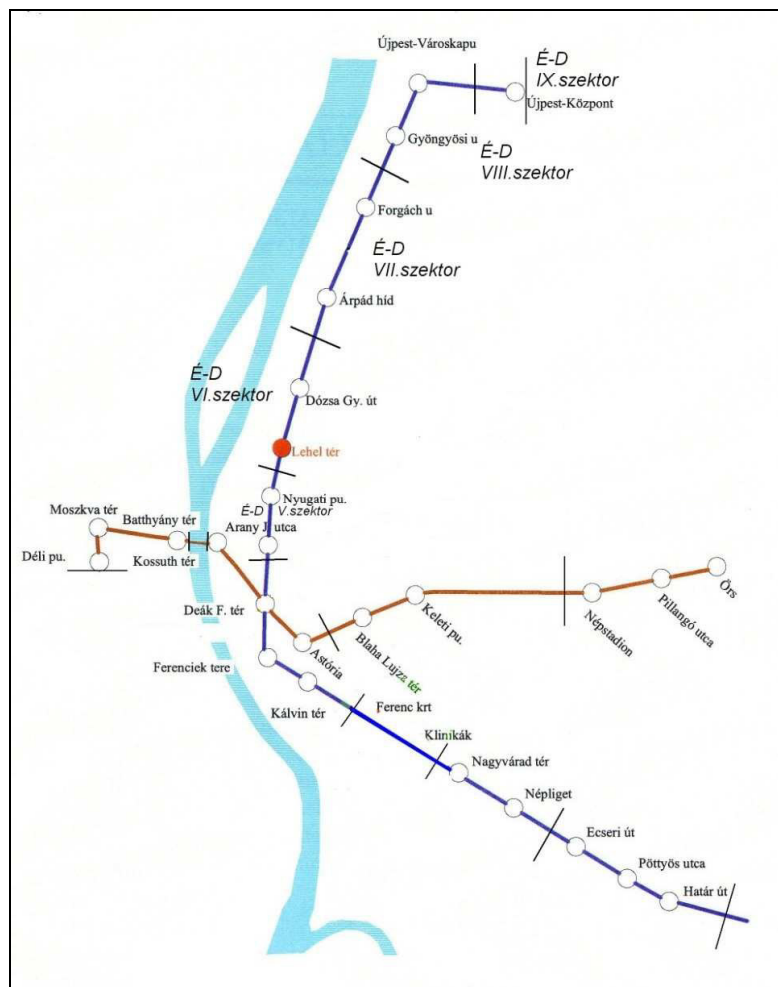 Újpest-Városkapu
É-D
IX.szektor
Újpest-Központ
Gyöngyösi u
É-D
VIII.szektor
Forgách u
É-D
VII.szektor
Árpád híd
É-D
VI.szektor
Dózsa Gy. út
Lehel tér
Nyugati pu.
É-D V.szektor
Moszkva tér
Batthyány tér
Arany J. utca
Déli pu.
Kossuth tér
Deák F. tér
Astória
Blaha Lujza tér
Keleti pu.
Népstadion
Pillangó utca
Örs
Ferenciek tere
Kálvin tér
Ferenc krt
Klinikák
Nagyvárad tér
Népliget
Ecseri út
Pöttyös utca
Határ út